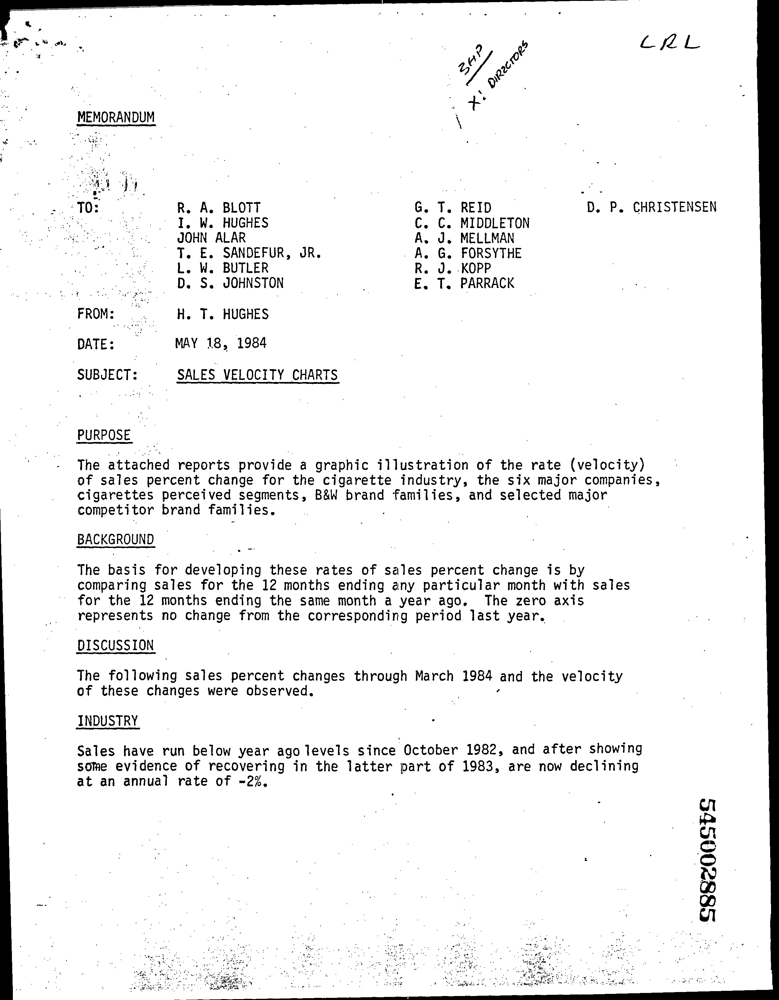 LRL
X: DIRECTORS
MEMORANDUM
TO: R. A. BLOTT G. T. REID D. P. CHRISTENSEN
I. W. HUGHES C. C. MIDDLETON
JOHN ALAR A. J. MELLMAN
T. E. SANDEFUR, JR. A. G. FORSYTHE
L. W. BUTLER R. J. KOPP
D. S. JOHNSTON E. T. PARRACK
FROM: H. T. HUGHES
DATE: MAY 18, 1984
SUBJECT: SALES VELOCITY CHARTS
PURPOSE
The attached reports provide a graphic illustration of the rate (velocity)
of sales percent change for the cigarette industry, the six major companies,
cigarettes perceived segments, B&W brand families, and selected major
competitor brand families.
BACKGROUND
The basis for developing these rates of sales percent change is by
comparing sales for the 12 months ending any particular month with sales
for the 12 months ending the same month a year ago. The zero axis
represents no change from the corresponding period last year.
DISCUSSION
The following sales percent changes through March 1984 and the velocity
of these changes were observed.
INDUSTRY
Sales have run below year ago levels since October 1982, and after showing
some evidence of recovering in the latter part of 1983, are now declining
at an annual rate of -2%.
545002885